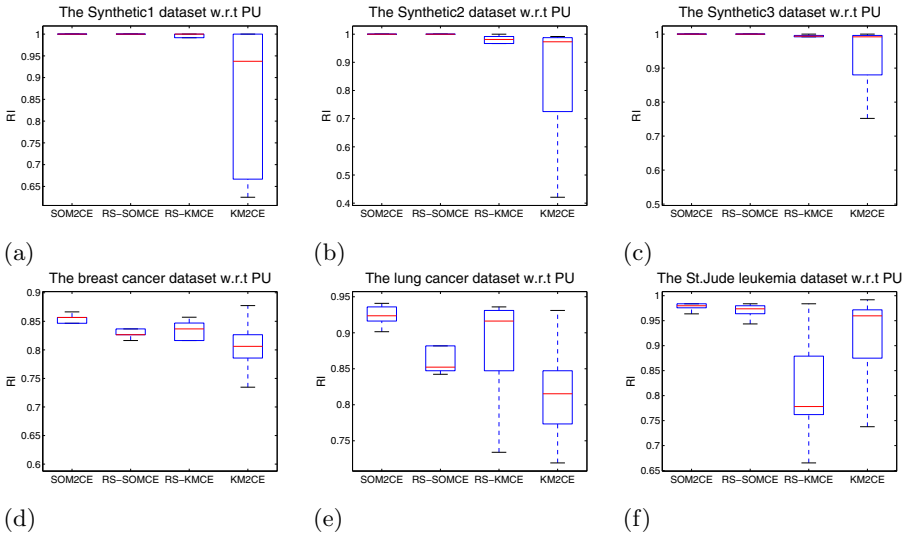 The Synthetic1 dataset w.r.t PU
1
0.95
0.9
0.85
0.8
0.75
0.7
0.65
RI
SOM2CE RS-SOMCE RS-KMCE KM2CE
(a)
The Synthetic2 dataset w.r.t PU
1
0.9
0.8
0.7
0.6
0.5
0.4
RI
SOM2CE RS-SOMCE RS-KMCE KM2CE
(b)
The Synthetic3 dataset w.r.t PU
1
0.9
0.8
0.7
0.6
0.5
RI
SOM2CE RS-SOMCE RS-KMCE KM2CE
(c)
The breast cancer dataset w.r.t PU
0.9
0.85
0.8
0.75
0.7
0.65
0.6
RI
SOM2CE RS-SOMCE RS-KMCE KM2CE
(d)
The lung cancer dataset w.r.t PU
0.95
0.9
0.85
0.8
0.75
RI
SOM2CE RS-SOMCE RS-KMCE KM2CE
(e)
The St.Jude leukemia dataset w.r.t PU
1
0.95
0.9
0.85
0.8
0.75
0.7
0.65
RI
SOM2CE RS-SOMCE RS-KMCE KM2CE
(f)